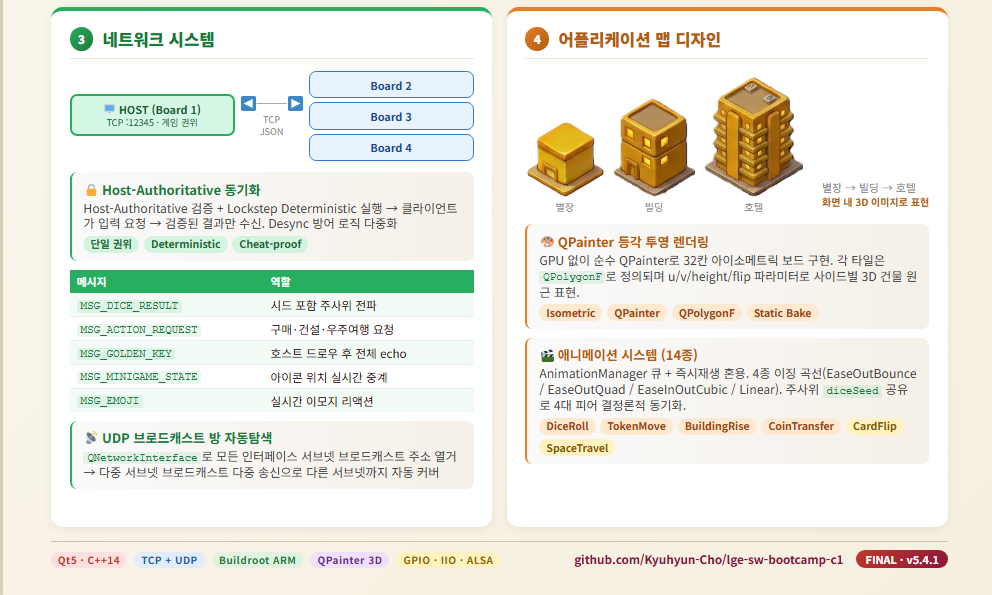 3 네트워크 시스템
HOST (Board 1)
TCP :12345 · 게임 권위
◀ ▶
TCP
JSON
Board 2
Board 3
Board 4
Host-Authoritative 동기화
Host-Authoritative 검증 + Lockstep Deterministic 실행 → 클라이언트
가 입력 요청 → 검증된 결과만 수신. Desync 방어 로직 다중화
단일 권위 Deterministic Cheat-proof
메시지 역할
MSG_DICE_RESULT 시드 포함 주사위 전파
MSG_ACTION_REQUEST 구매·건설·우주여행 요청
MSG_GOLDEN_KEY 호스트 드로우 후 전체 echo
MSG_MINIGAME_STATE 아이콘 위치 실시간 중계
MSG_EMOJI 실시간 이모지 리액션
UDP 브로드캐스트 방 자동탐색
QNetworkInterface 로 모든 인터페이스 서브넷 브로드캐스트 주소 열거
→ 다중 서브넷 브로드캐스트 다중 송신으로 다른 서브넷까지 자동 커버
4 어플리케이션 맵 디자인
별장
빌딩
호텔
별장 → 빌딩 → 호텔
화면 내 3D 이미지로 표현
QPainter 등각 투영 렌더링
GPU 없이 순수 QPainter로 32칸 아이소메트릭 보드 구현. 각 타일은
QPolygonF 로 정의되며 u/v/height/flip 파라미터로 사이드별 3D 건물 원
근 표현.
Isometric QPainter QPolygonF Static Bake
애니메이션 시스템 (14종)
AnimationManager 큐 + 즉시재생 혼용. 4종 이징 곡선(EaseOutBounce
/ EaseOutQuad / EaseInOutCubic / Linear). 주사위 diceSeed 공유
로 4대 피어 결정론적 동기화.
DiceRoll TokenMove BuildingRise CoinTransfer CardFlip
SpaceTravel
Qt5 · C++14 TCP + UDP Buildroot ARM QPainter 3D GPIO · IIO · ALSA
github.com/Kyuhyun-Cho/lge-sw-bootcamp-c1 FINAL · v5.4.1